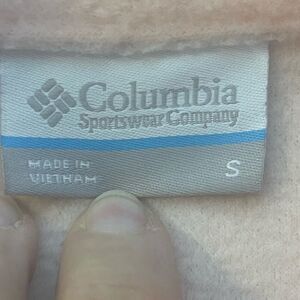 Columbia
Sportswear Company
MADE IN
VIETNAM
S